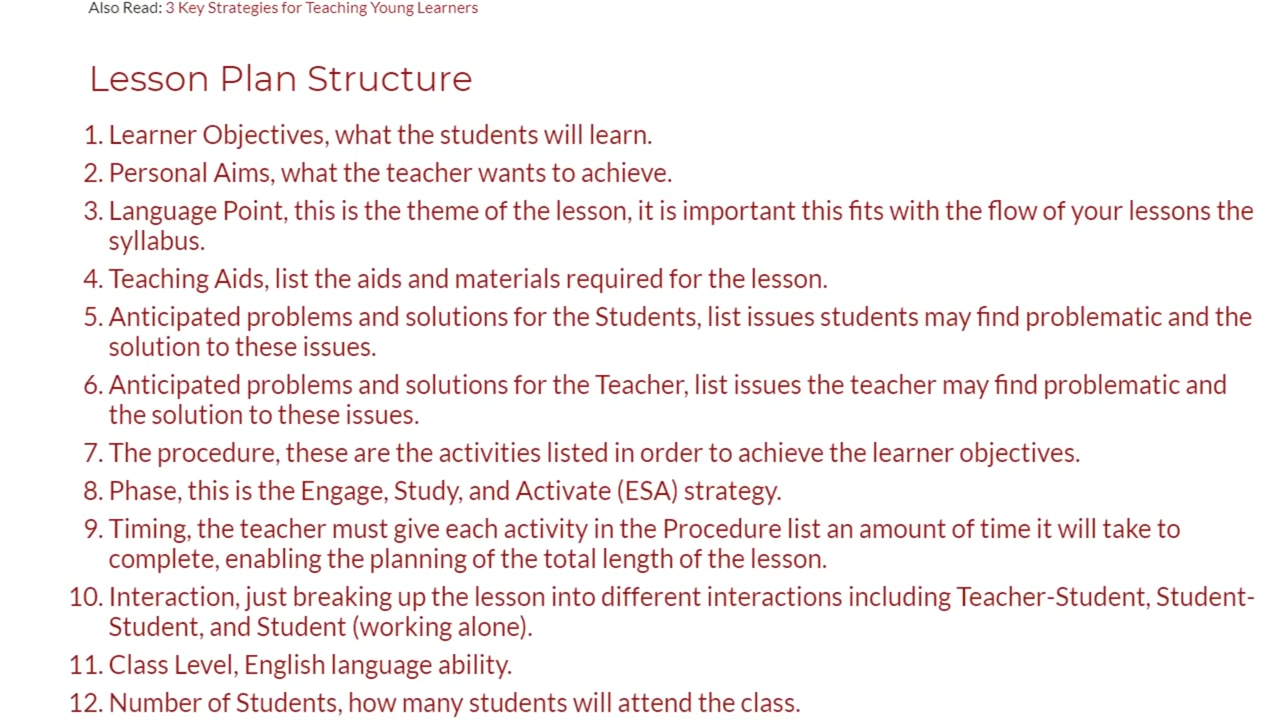 Also Read: 3 Key Strategies for Teaching Young Learners
Lesson Plan Structure
1. Learner Objectives, what the students will learn.
2. Personal Aims, what the teacher wants to achieve.
3. Language Point, this is the theme of the lesson, it is important this fits with the flow of your lessons the
syllabus.
4. Teaching Aids, list the aids and materials required for the lesson.
5. Anticipated problems and solutions for the Students, list issues students may find problematic and the
solution to these issues.
6. Anticipated problems and solutions for the Teacher, list issues the teacher may find problematic and
the solution to these issues.
7. The procedure, these are the activities listed in order to achieve the learner objectives.
8. Phase, this is the Engage, Study, and Activate (ESA) strategy.
9. Timing, the teacher must give each activity in the Procedure list an amount of time it will take to
complete, enabling the planning of the total length of the lesson.
10. Interaction, just breaking up the lesson into different interactions including Teacher-Student, Student-
Student, and Student (working alone).
11. Class Level, English language ability.
12. Number of Students, how many students will attend the class.